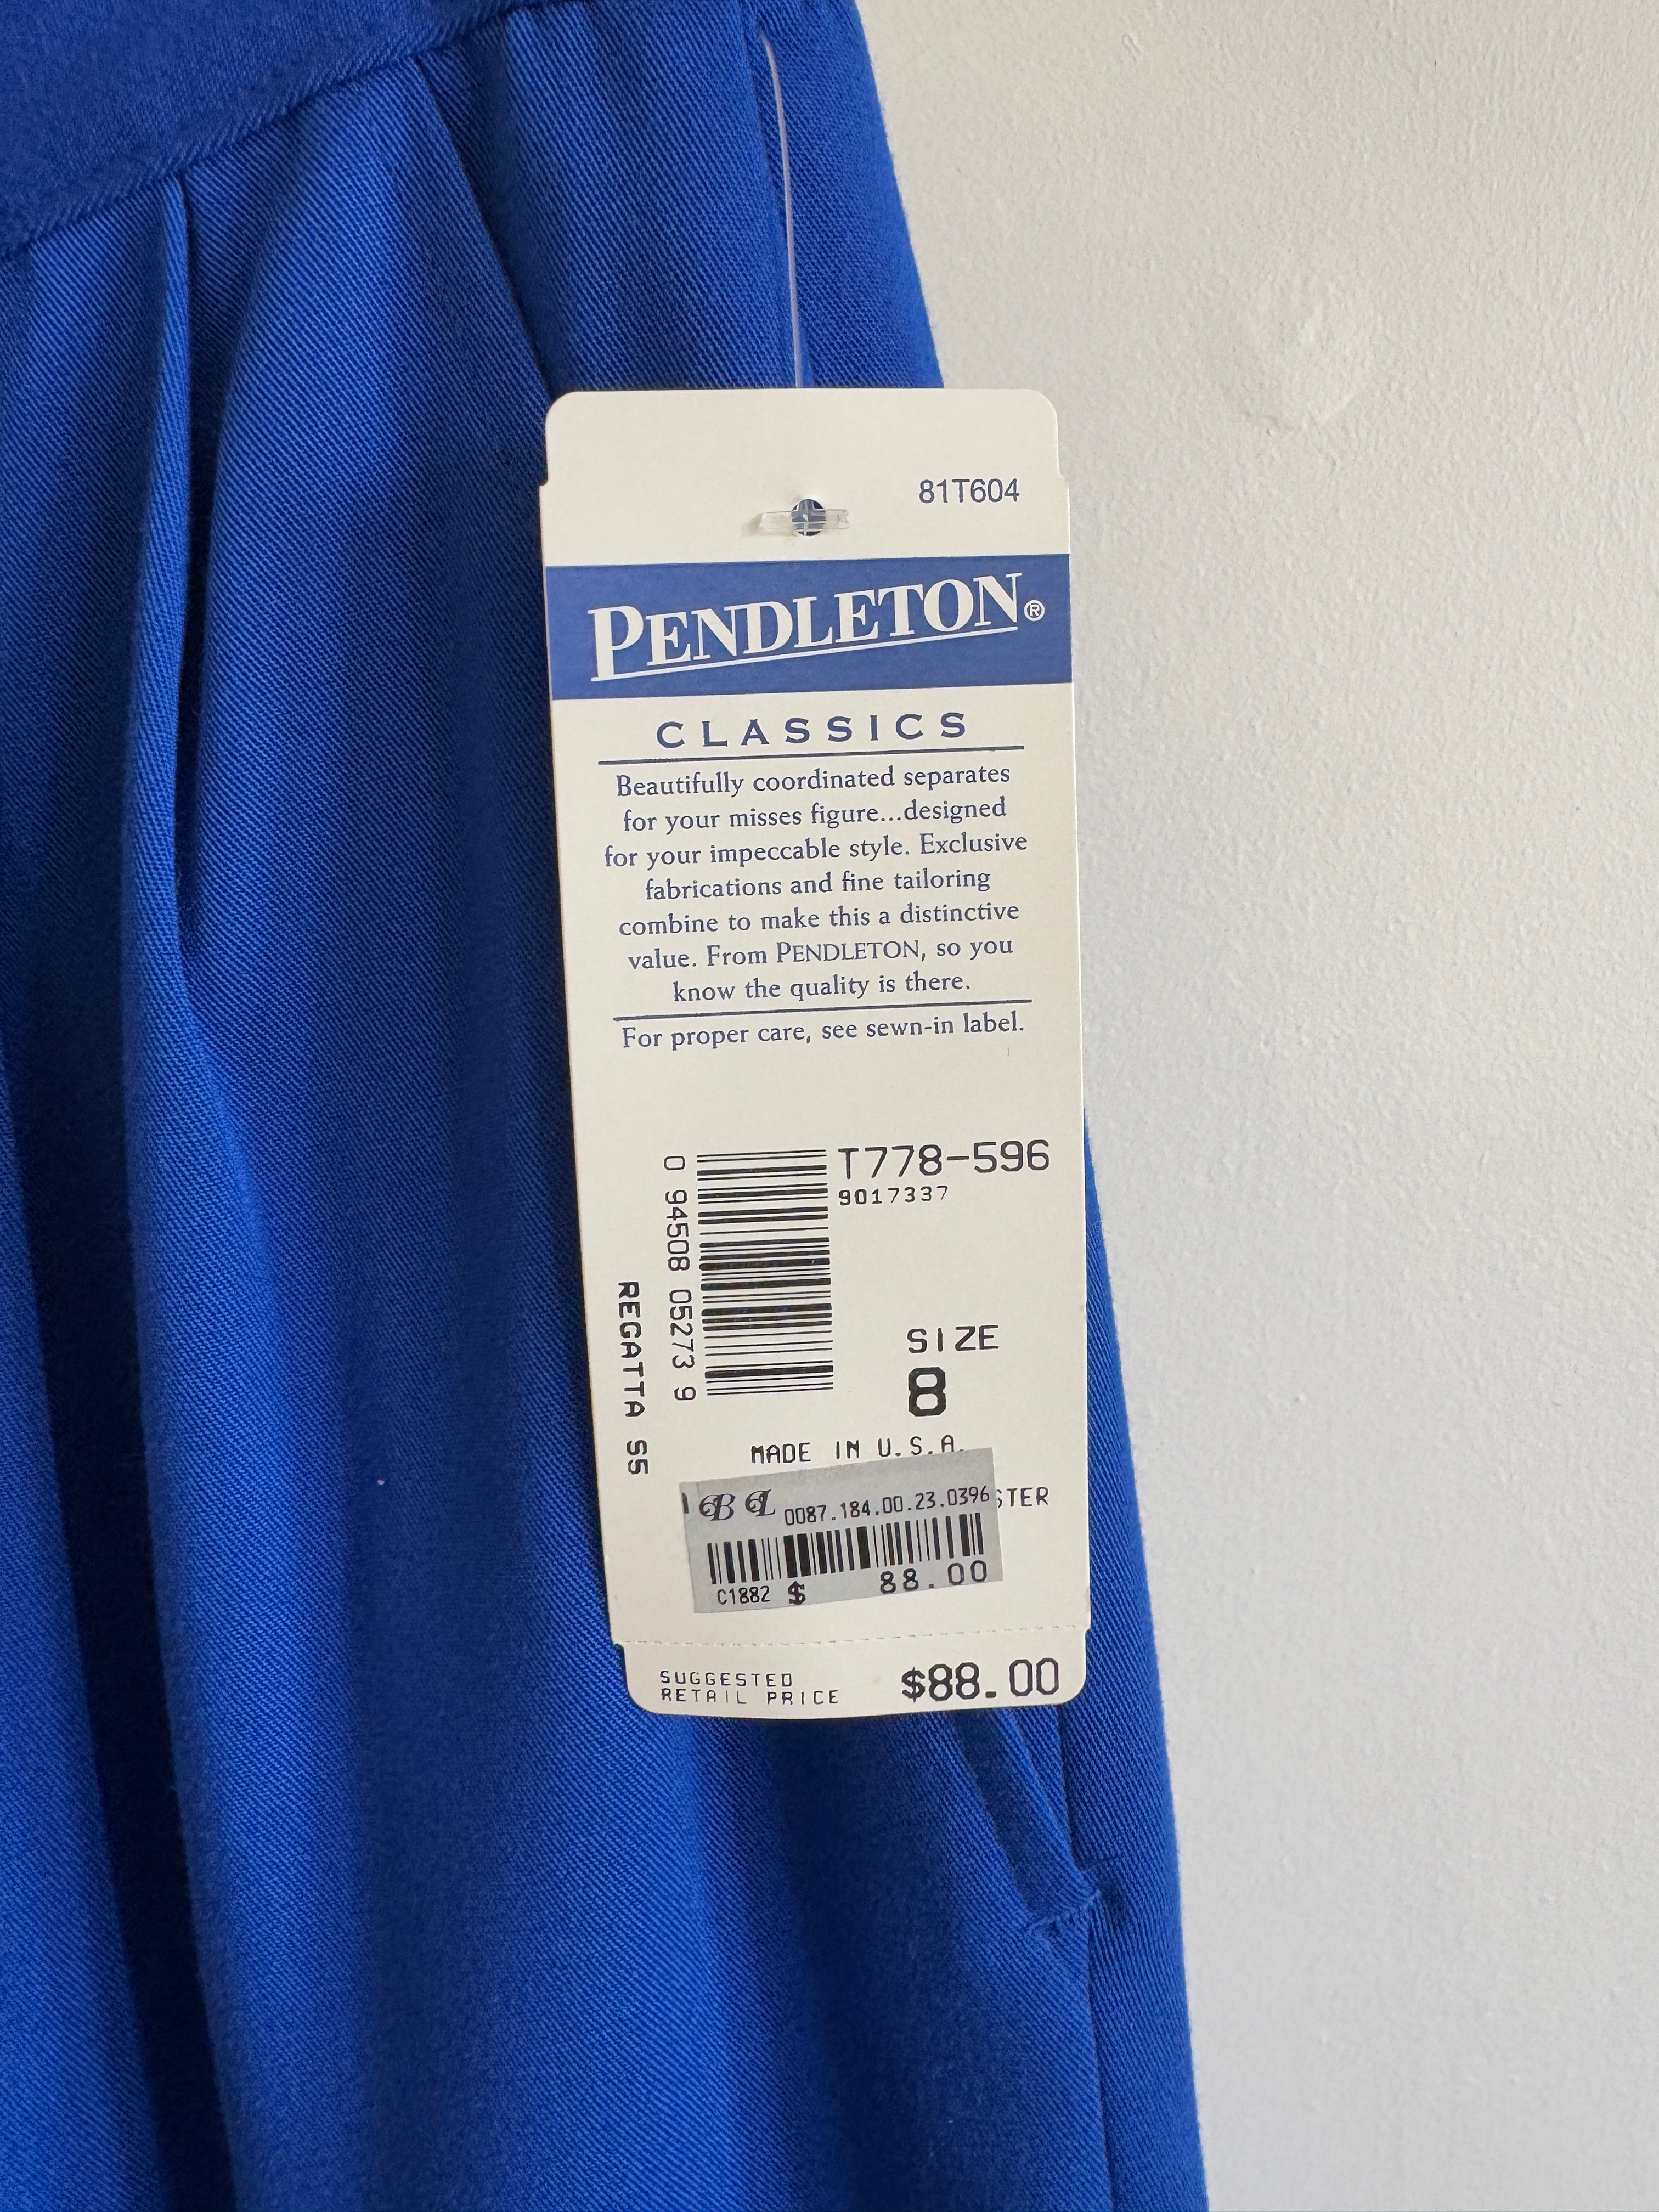 81T604
PENDLETON®
CLASSICS
Beautifully coordinated separates
for your misses figure...designed
for your impeccable style. Exclusive
fabrications and fine tailoring
combine to make this a distinctive
value. From PENDLETON, so you
know the quality is there.
For proper care, see sewn-in label.
T778-596
9017337
0 94508 05273 9
REGATTA S5
SIZE
8
MADE IN U.S.A.
STER
0087.184.00.23.0396
C1882 $ 88.00
SUGGESTED
RETAIL PRICE
$88.00